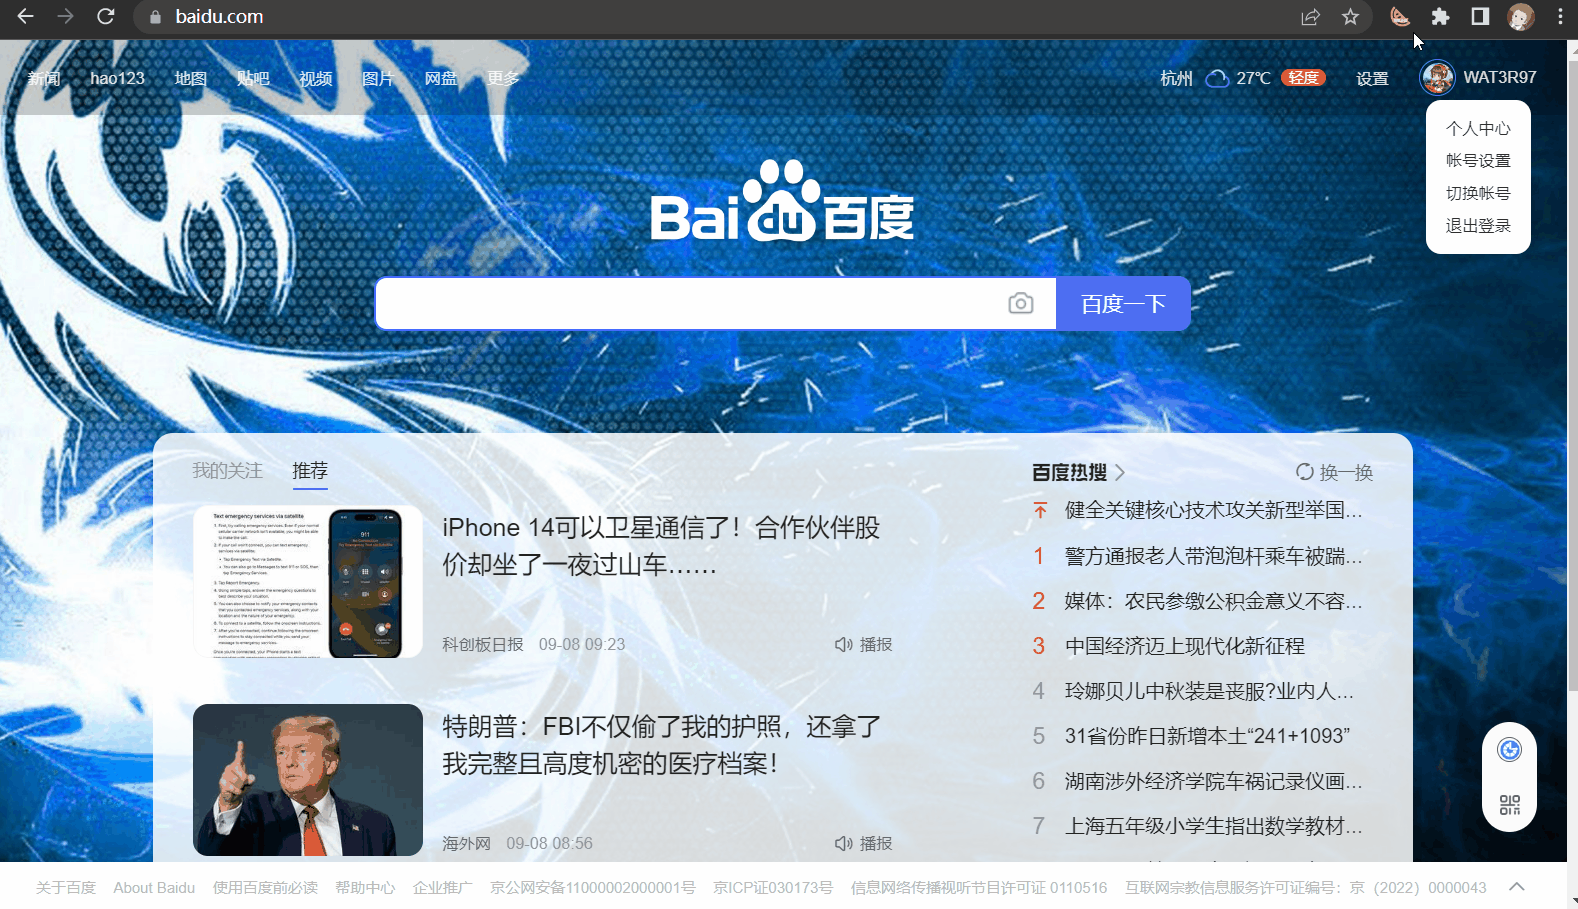 baidu.com
新闻 hao123 地图 贴吧 视频 图片 网盘 更多
杭州 27℃ 轻度 设置 WAT3R97
个人中心
帐号设置
切换帐号
退出登录
Bai du 百度
百度一下
我的关注 推荐
iPhone 14可以卫星通信了！合作伙伴股
价却坐了一夜过山车……
科创板日报 09-08 09:23 播报
Text emergency services via satellite
911
特朗普：FBI不仅偷了我的护照，还拿了
我完整且高度机密的医疗档案！
海外网 09-08 08:56 播报
百度热搜 换一换
健全关键核心技术攻关新型举国...
1 警方通报老人带泡泡杆乘车被踹...
2 媒体：农民参缴公积金意义不容...
3 中国经济迈上现代化新征程
4 玲娜贝儿中秋装是丧服?业内人...
5 31省份昨日新增本土“241+1093”
6 湖南涉外经济学院车祸记录仪画...
7 上海五年级小学生指出数学教材...
关于百度 About Baidu 使用百度前必读 帮助中心 企业推广 京公网安备11000002000001号 京ICP证030173号 信息网络传播视听节目许可证 0110516 互联网宗教信息服务许可证编号：京（2022）0000043